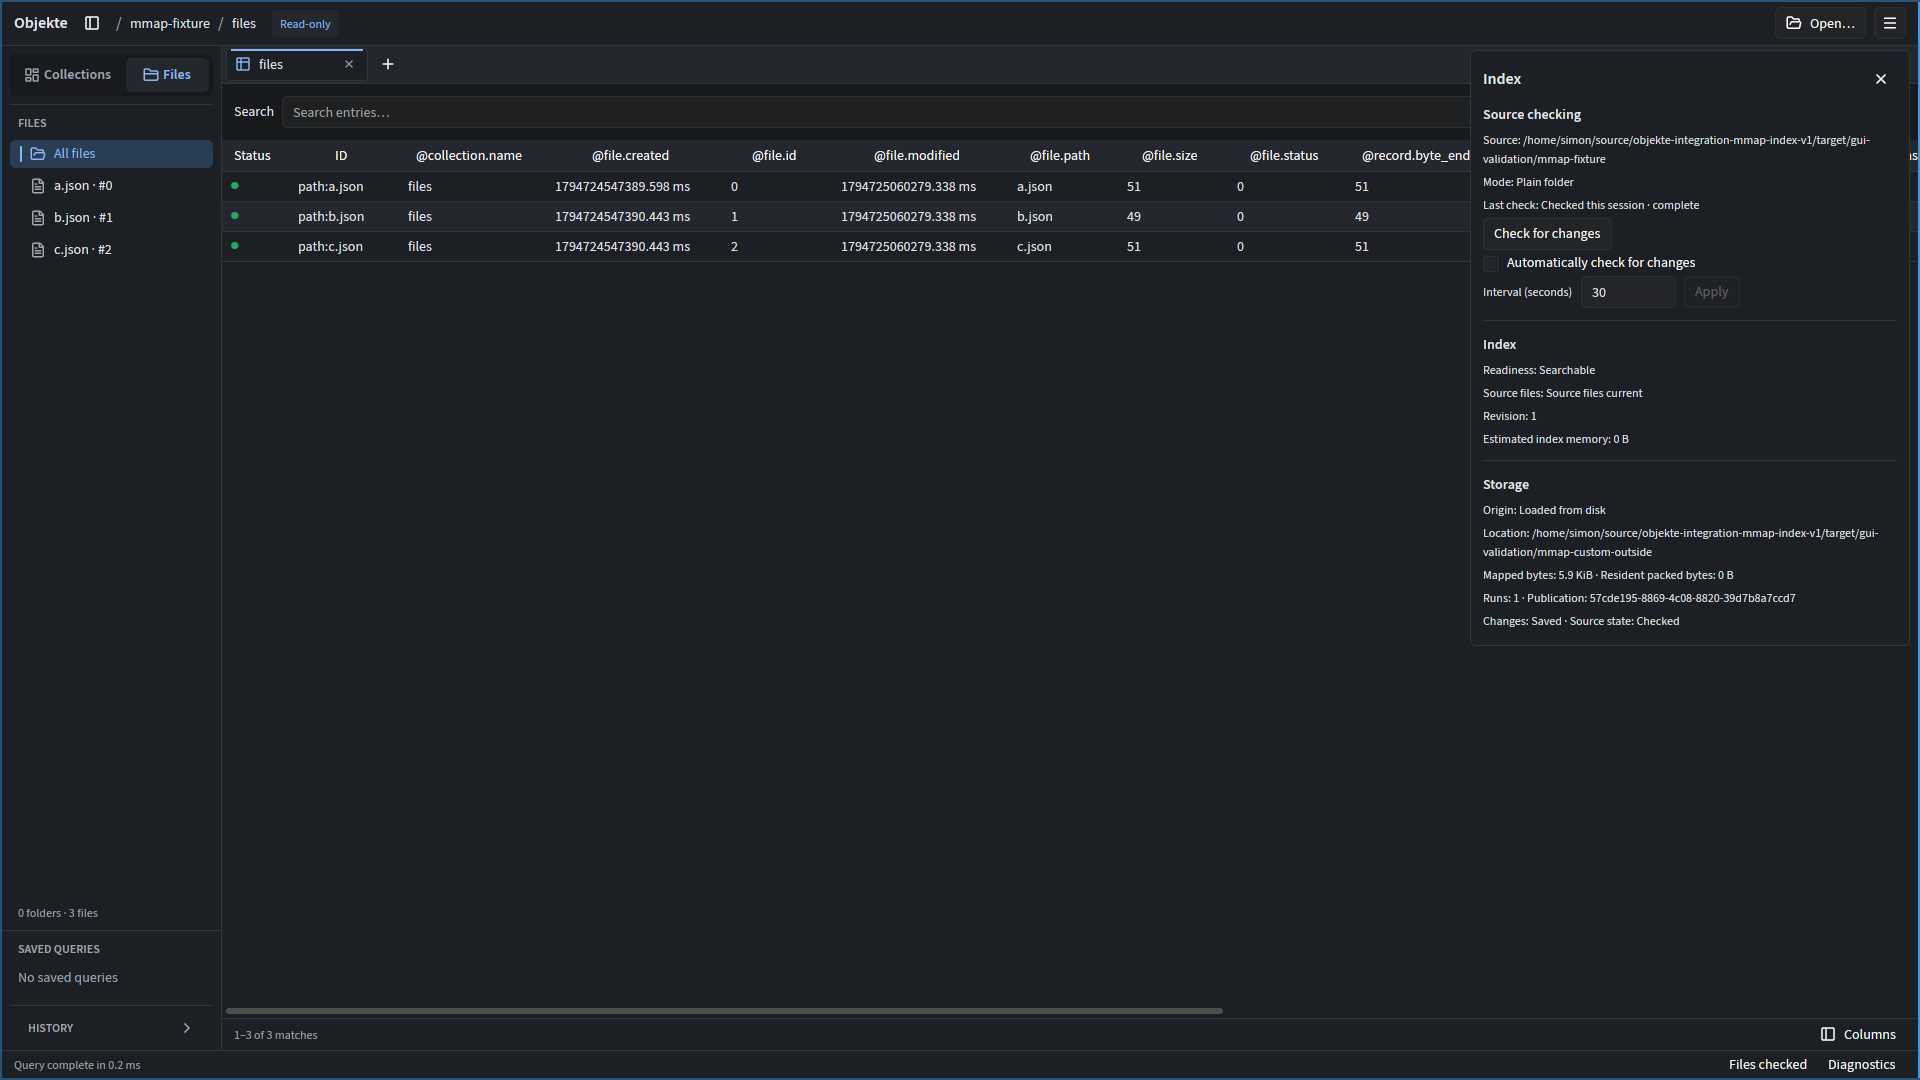 Objekte / mmap-fixture / files Read-only Open…
Collections Files
FILES
All files
a.json · #0
b.json · #1
c.json · #2
0 folders · 3 files
SAVED QUERIES
No saved queries
HISTORY
files
Search Search entries…
Status ID @collection.name @file.created @file.id @file.modified @file.path @file.size @file.status @record.byte_end
path:a.json files 1794724547389.598 ms 0 1794725060279.338 ms a.json 51 0 51
path:b.json files 1794724547390.443 ms 1 1794725060279.338 ms b.json 49 0 49
path:c.json files 1794724547390.443 ms 2 1794725060279.338 ms c.json 51 0 51
1–3 of 3 matches Columns
Index
Source checking
Source: /home/simon/source/objekte-integration-mmap-index-v1/target/gui-
validation/mmap-fixture
Mode: Plain folder
Last check: Checked this session · complete
Check for changes
Automatically check for changes
Interval (seconds) 30 Apply
Index
Readiness: Searchable
Source files: Source files current
Revision: 1
Estimated index memory: 0 B
Storage
Origin: Loaded from disk
Location: /home/simon/source/objekte-integration-mmap-index-v1/target/gui-
validation/mmap-custom-outside
Mapped bytes: 5.9 KiB · Resident packed bytes: 0 B
Runs: 1 · Publication: 57cde195-8869-4c08-8820-39d7b8a7ccd7
Changes: Saved · Source state: Checked
Query complete in 0.2 ms Files checked Diagnostics